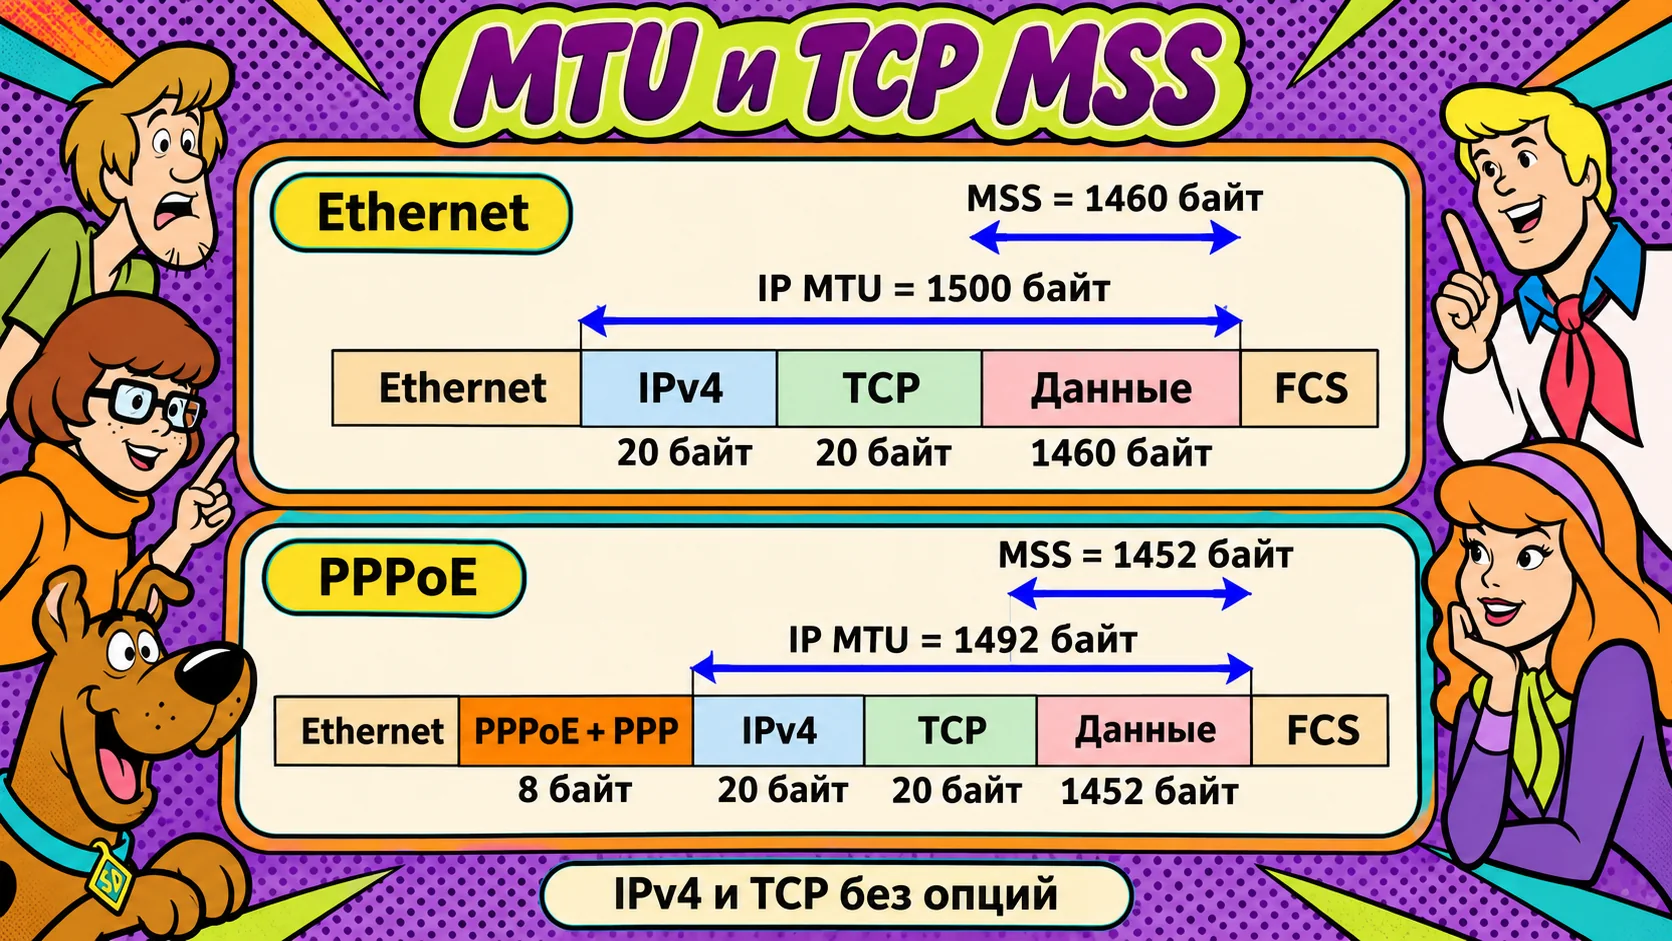 MTU и TCP MSS
Ethernet
MSS = 1460 байт
IP MTU = 1500 байт
Ethernet IPv4 TCP Данные FCS
20 байт 20 байт 1460 байт
PPPoE
MSS = 1452 байт
IP MTU = 1492 байт
Ethernet PPPoE + PPP IPv4 TCP Данные FCS
8 байт 20 байт 20 байт 1452 байт
SD
IPv4 и TCP без опций